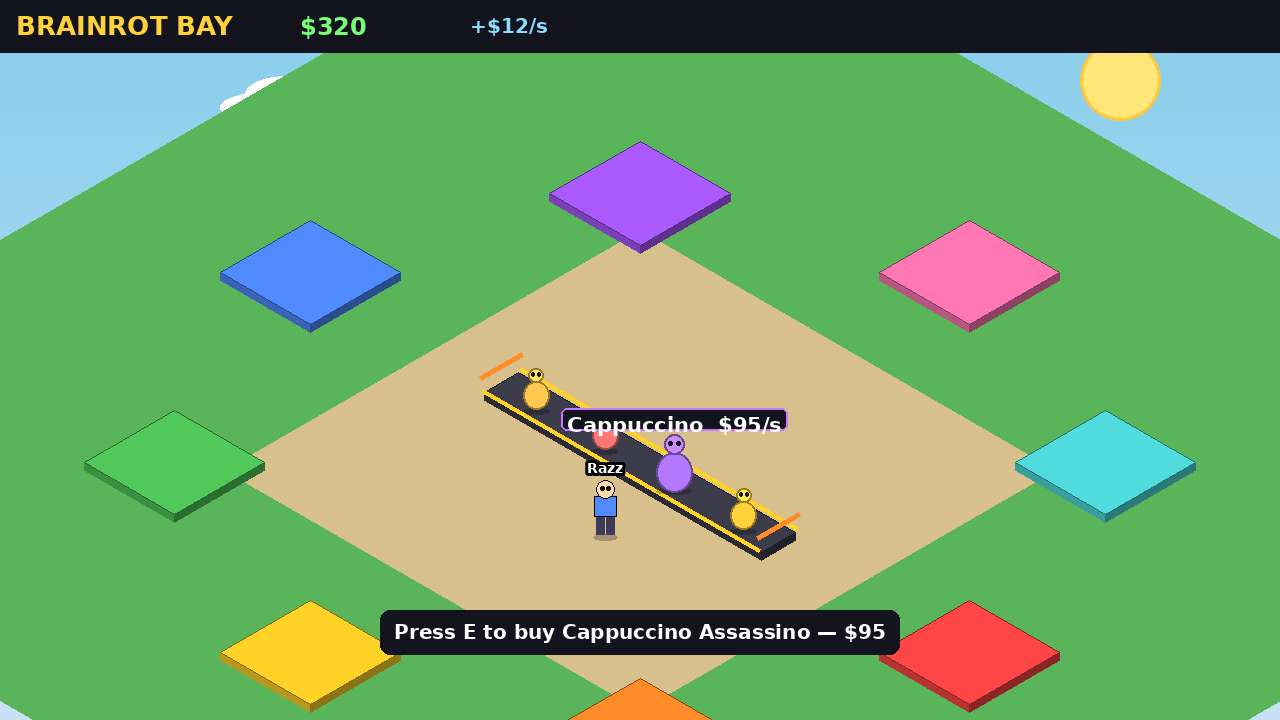 BRAINROT BAY $320 +$12/s
Cappuccino $95/s
Razz
Press E to buy Cappuccino Assassino — $95